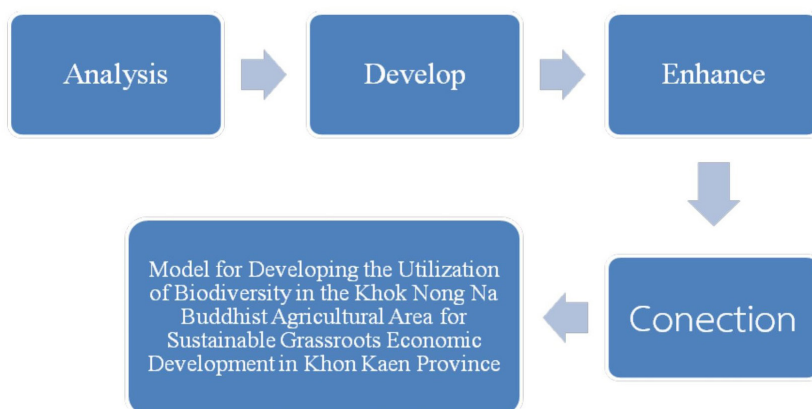 Analysis
Develop
Enhance
Conection
Model for Developing the Utilization
of Biodiversity in the Khok Nong Na
Buddhist Agricultural Area for
Sustainable Grassroots Economic
Development in Khon Kaen Province